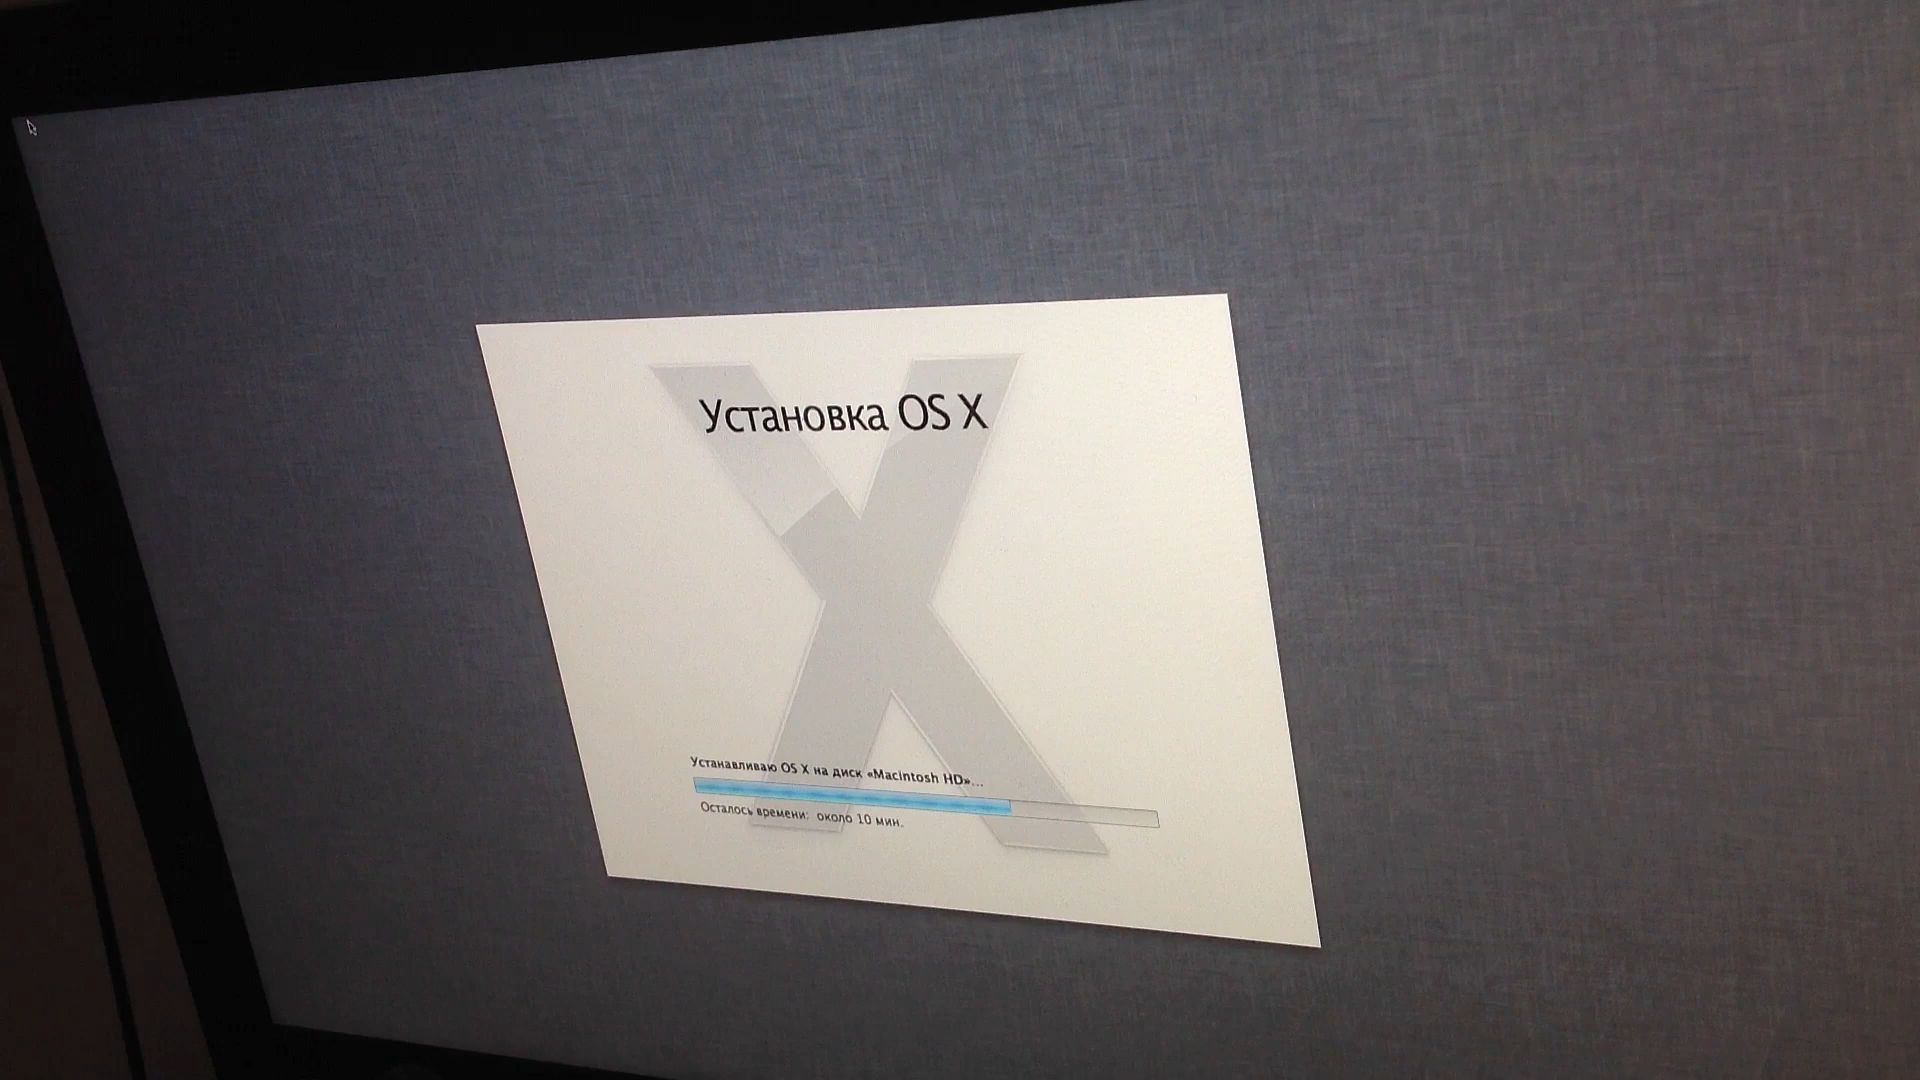 Установка OS X
Устанавливаю OS X на диск «Macintosh HD»...
Осталось времени: около 10 мин.